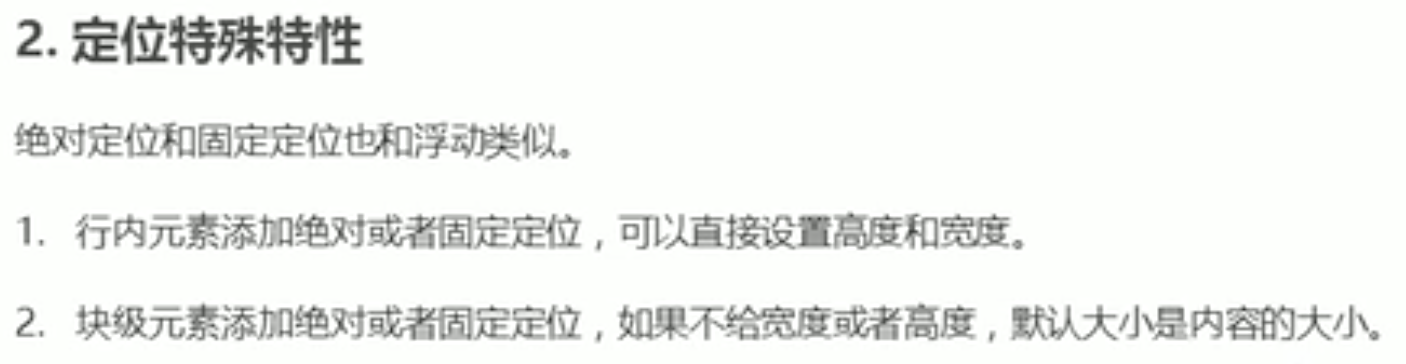 2. 定位特殊特性
绝对定位和固定定位也和浮动类似。
1. 行内元素添加绝对或者固定定位，可以直接设置高度和宽度。
2. 块级元素添加绝对或者固定定位，如果不给宽度或者高度，默认大小是内容的大小。